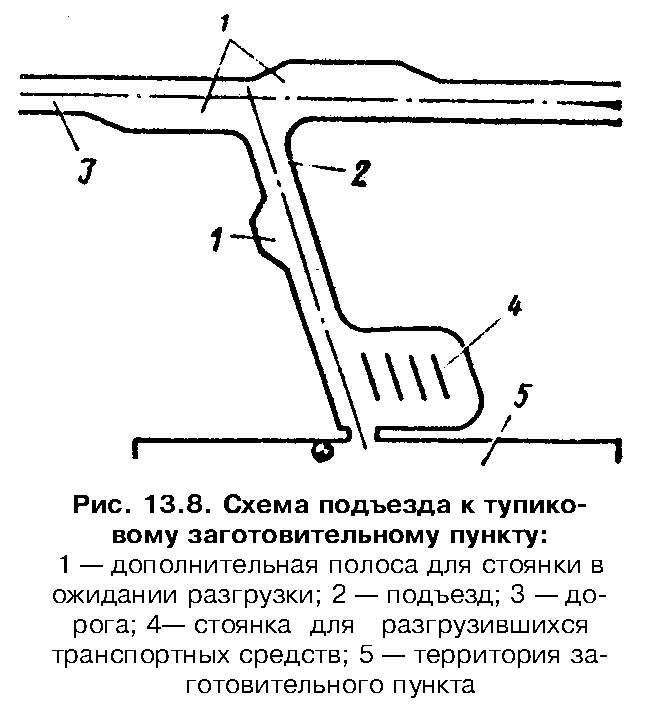 1
3
2
1
4
5
Рис. 13.8. Схема подъезда к тупико-
вому заготовительному пункту:
1 — дополнительная полоса для стоянки в
ожидании разгрузки; 2 — подъезд; 3 — до-
рога; 4— стоянка для разгрузившихся
транспортных средств; 5 — территория за-
готовительного пункта